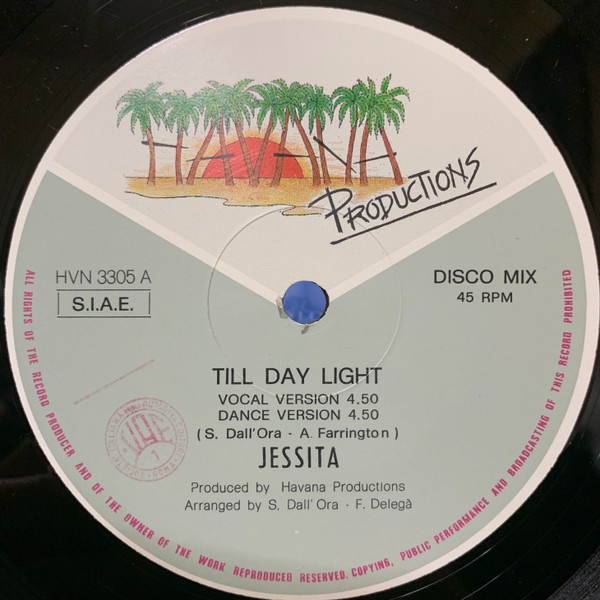 HAVANA
PRODUCTIONS
HVN 3305 A
S.I.A.E.
DISCO MIX
45 RPM
TILL DAY LIGHT
VOCAL VERSION 4.50
DANCE VERSION 4.50
( S. Dall'Ora - A. Farrington )
JESSITA
Produced by Havana Productions
Arranged by S. Dall' Ora - F. Delegà
ALL RIGHTS OF THE RECORD PRODUCER AND OF THE OWNER OF THE WORK REPRODUCED RESERVED. COPYING, PUBLIC PERFORMANCE AND BROADCASTING OF THIS RECORD PROHIBITED